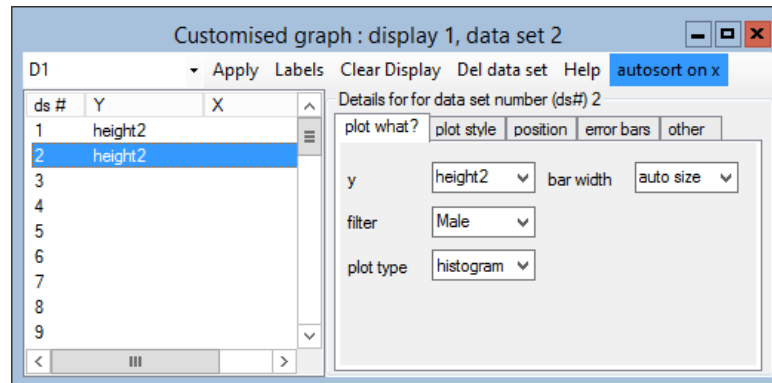 Customised graph : display 1, data set 2
D1 Apply Labels Clear Display Del data set Help autosort on x
ds # Y X
1 height2
2 height2
3
4
5
6
7
8
9
Details for for data set number (ds#) 2
plot what? plot style position error bars other
y height2 bar width auto size
filter Male
plot type histogram